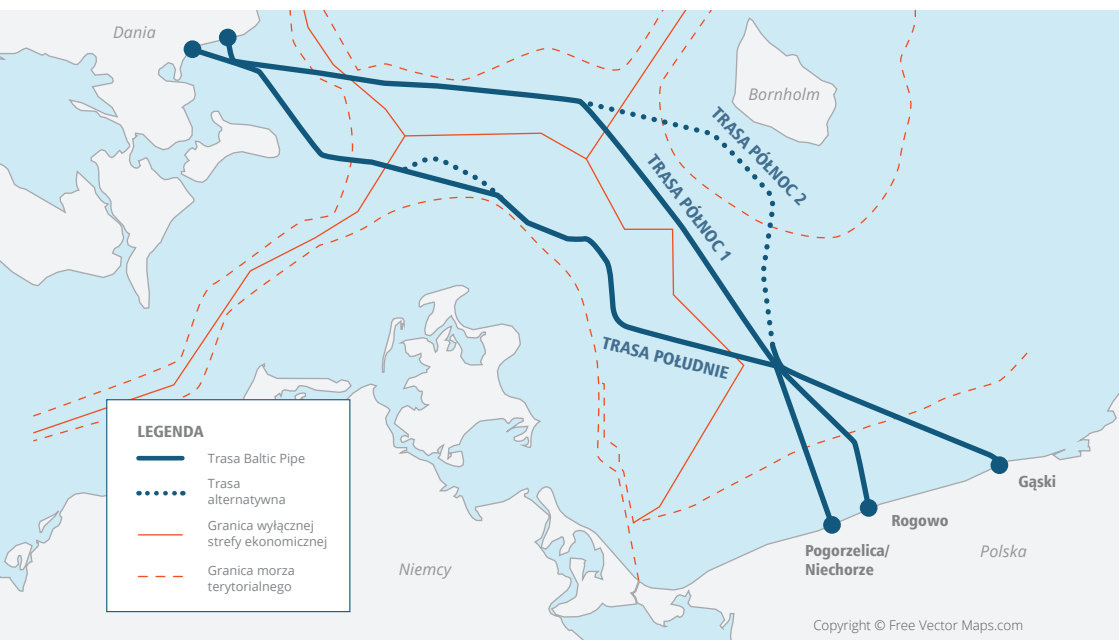 Dania
Bornholm
TRASA PÓŁNOC 2
TRASA PÓŁNOC 1
TRASA POŁUDNIE
LEGENDA
Trasa Baltic Pipe
Trasa
alternatywna
Granica wyłącznej
strefy ekonomicznej
Granica morza
terytorialnego
Niemcy
Gąski
Rogowo
Pogorzelica/
Niechorze
Polska
Copyright © Free Vector Maps.com